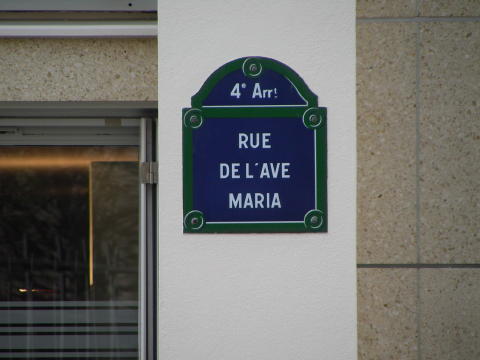 4e Arrt
RUE
DE L'AVE
MARIA